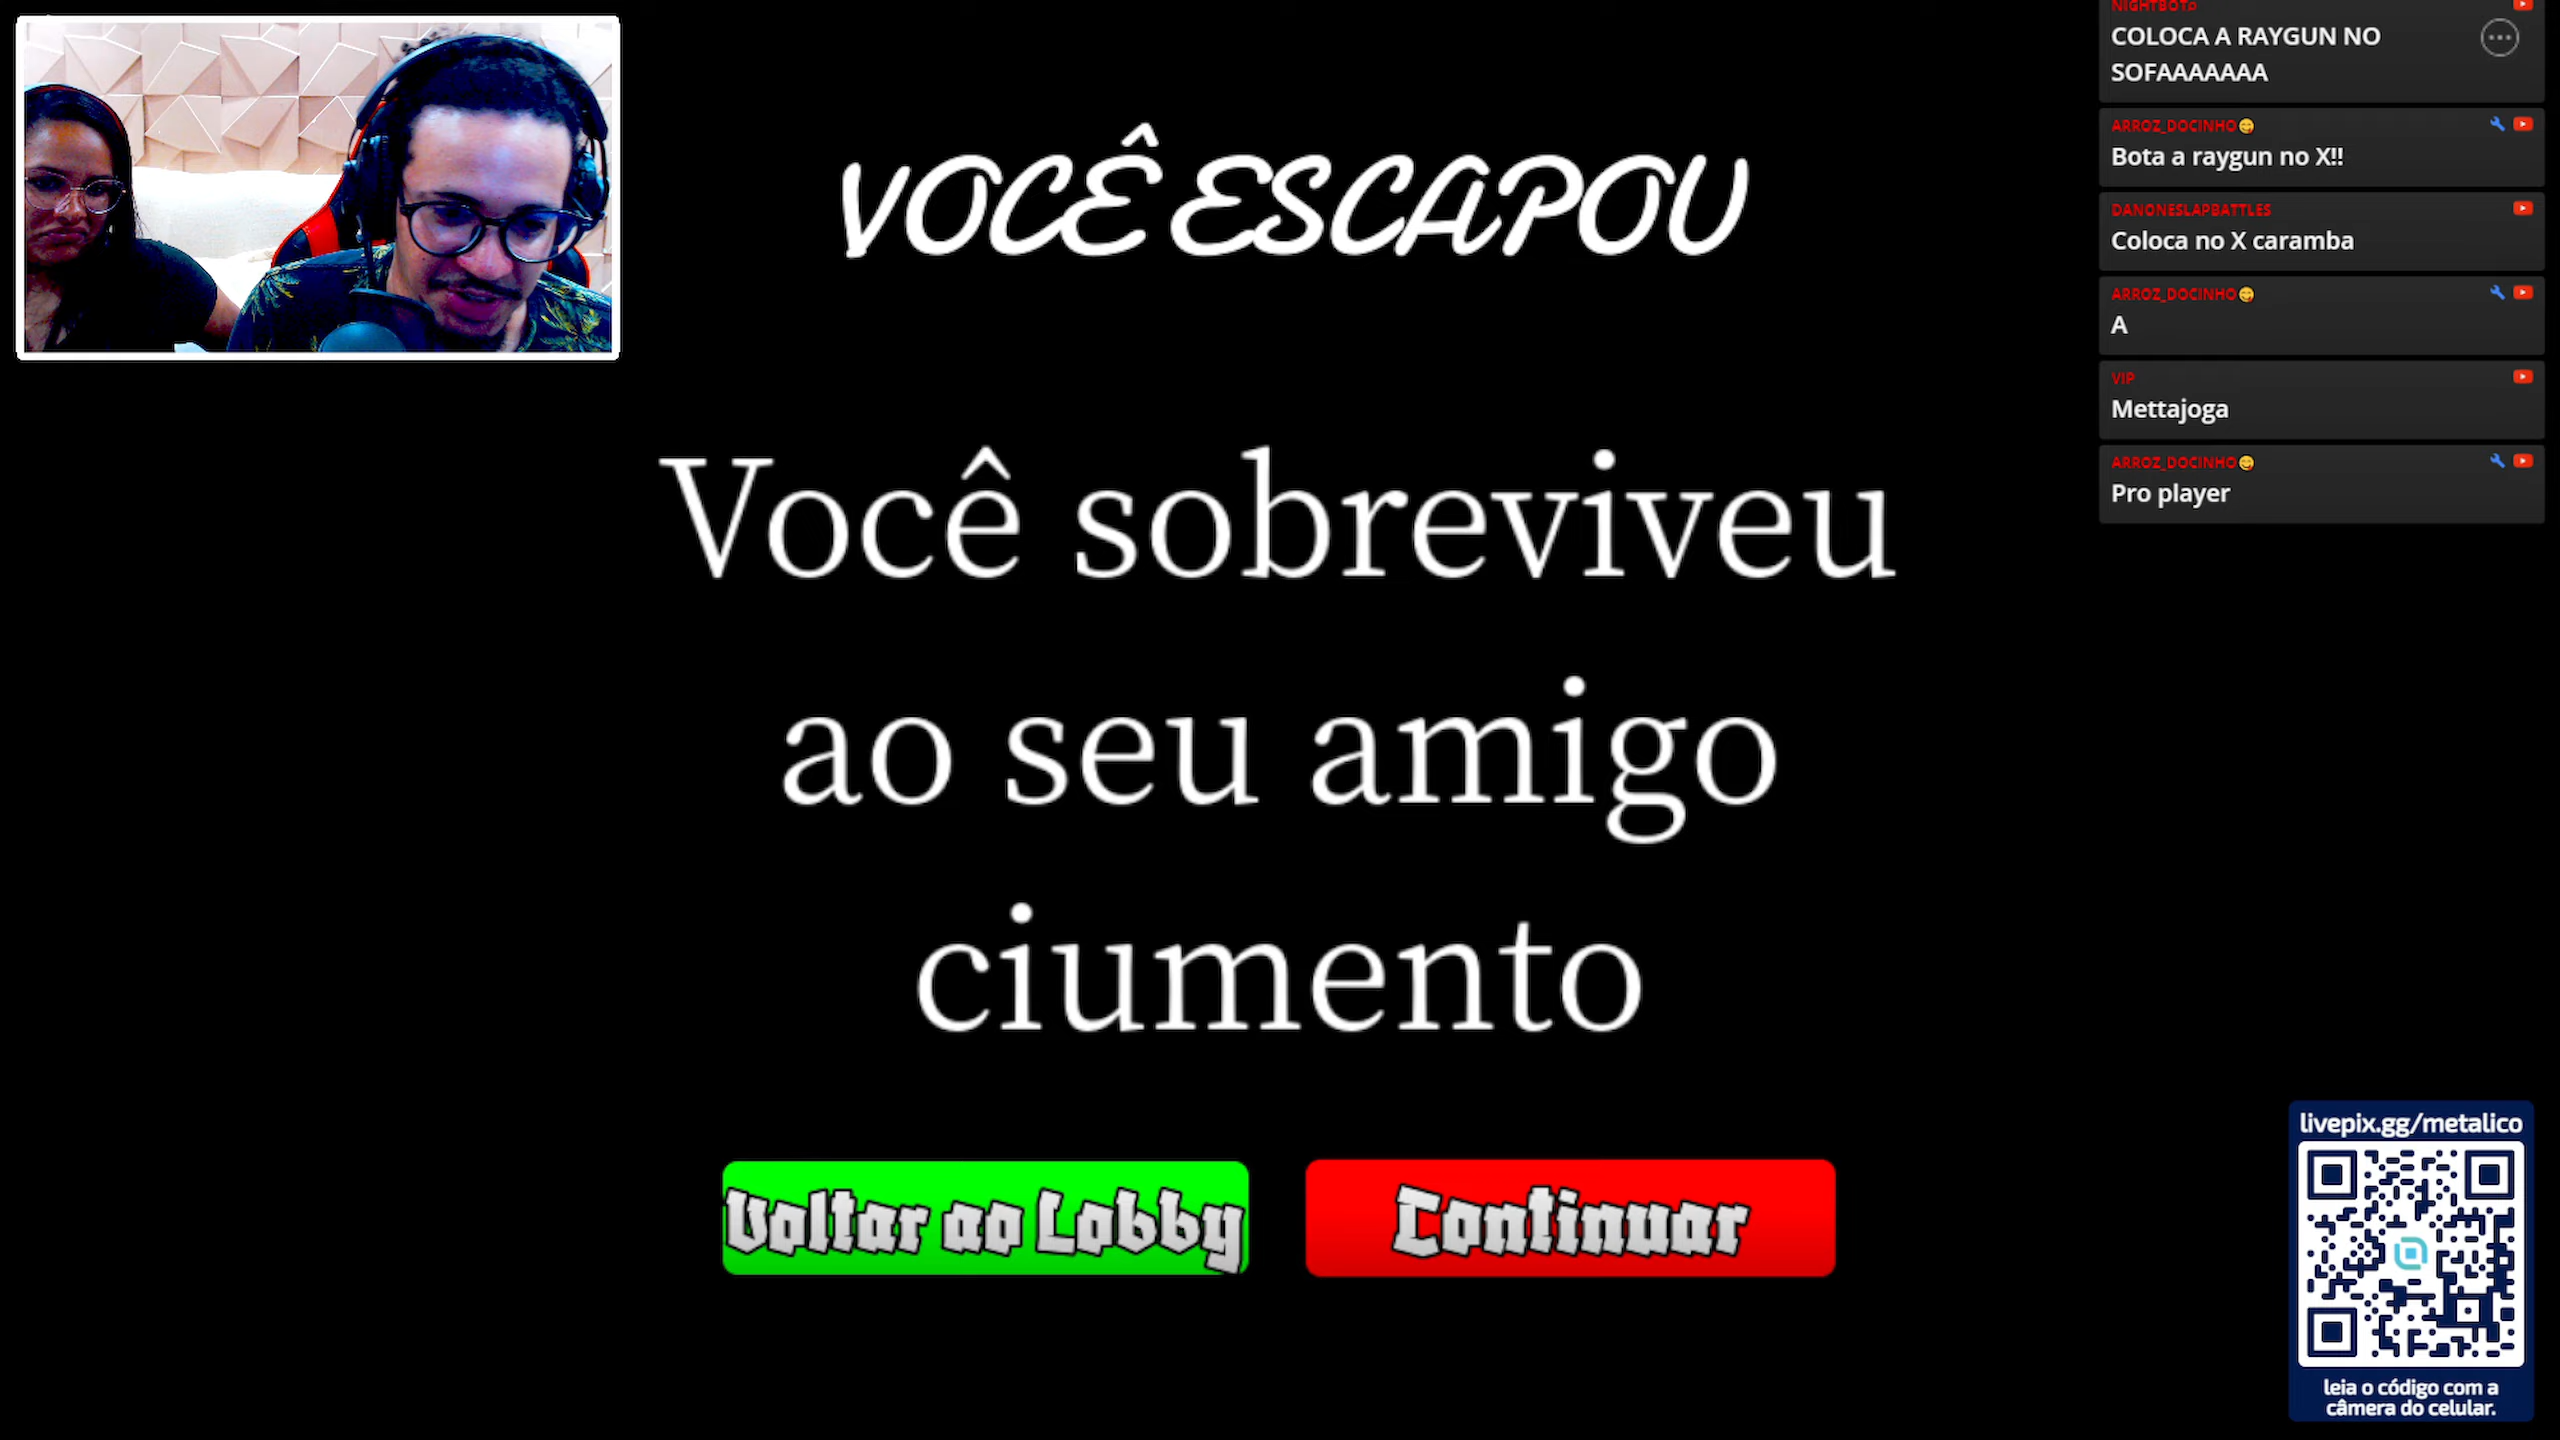 VOCÊ ESCAPOU
Você sobreviveu
ao seu amigo
ciumento
Voltar ao Lobby
Continuar
COLOCA A RAYGUN NO
SOFAAAAAAA
ARROZ_DOCINHO😋
Bota a raygun no X!!
DANONESLAPBATTLES
Coloca no X caramba
ARROZ_DOCINHO😋
A
VIP
Mettajoga
ARROZ_DOCINHO😋
Pro player
livepix.gg/metalico
leia o código com a
câmera do celular.